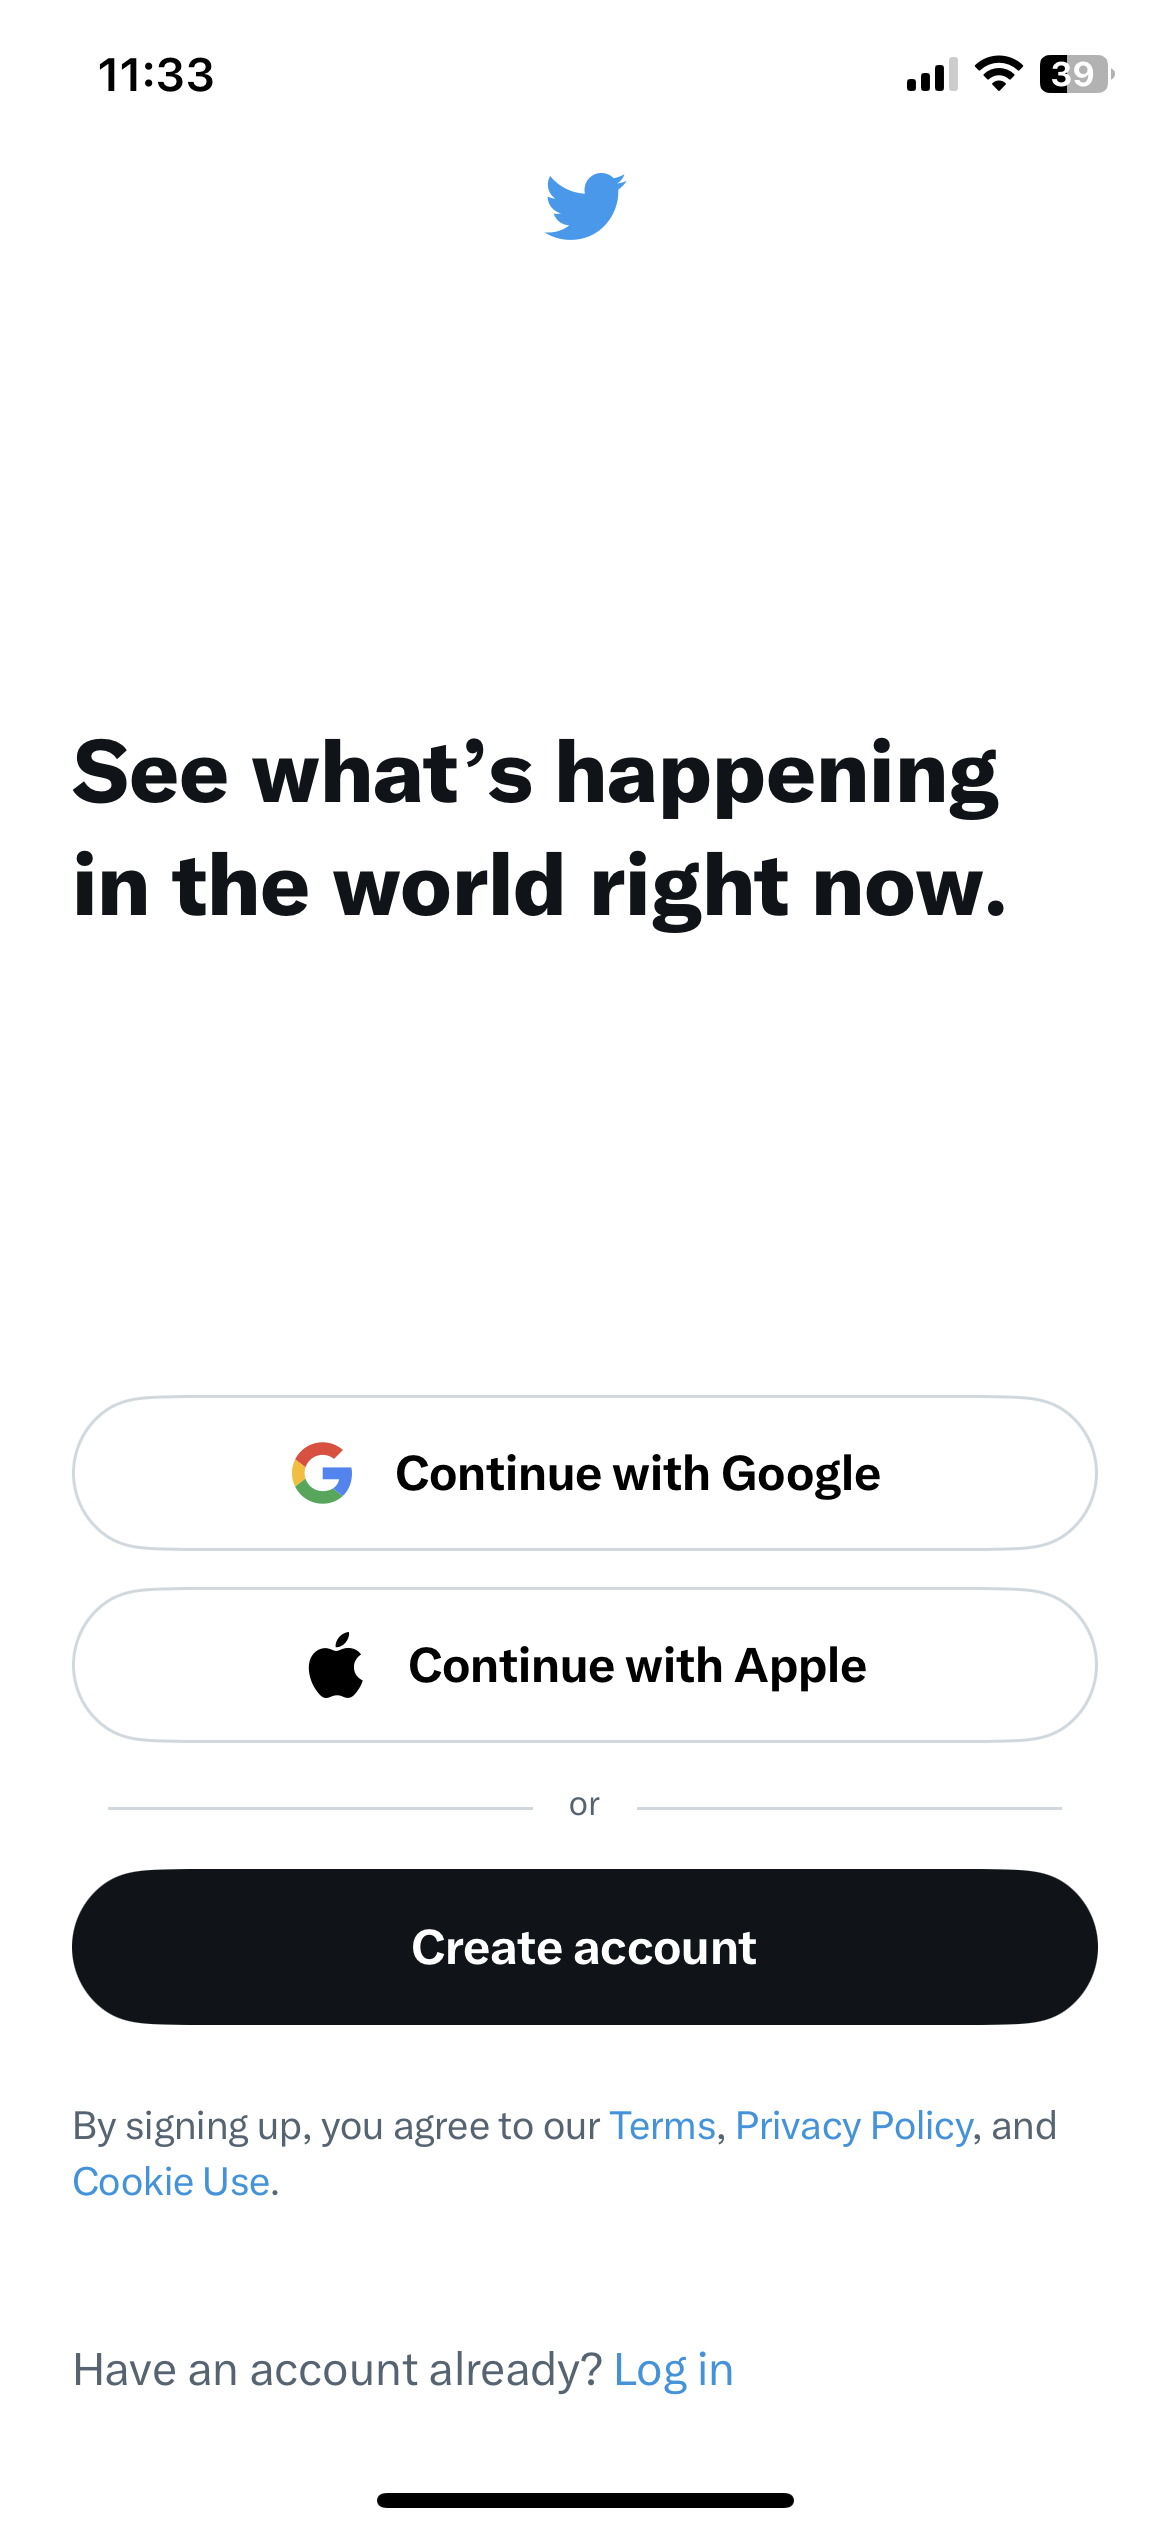 11:33
39
See what’s happening
in the world right now.
Continue with Google
Continue with Apple
or
Create account
By signing up, you agree to our Terms, Privacy Policy, and
Cookie Use.
Have an account already? Log in